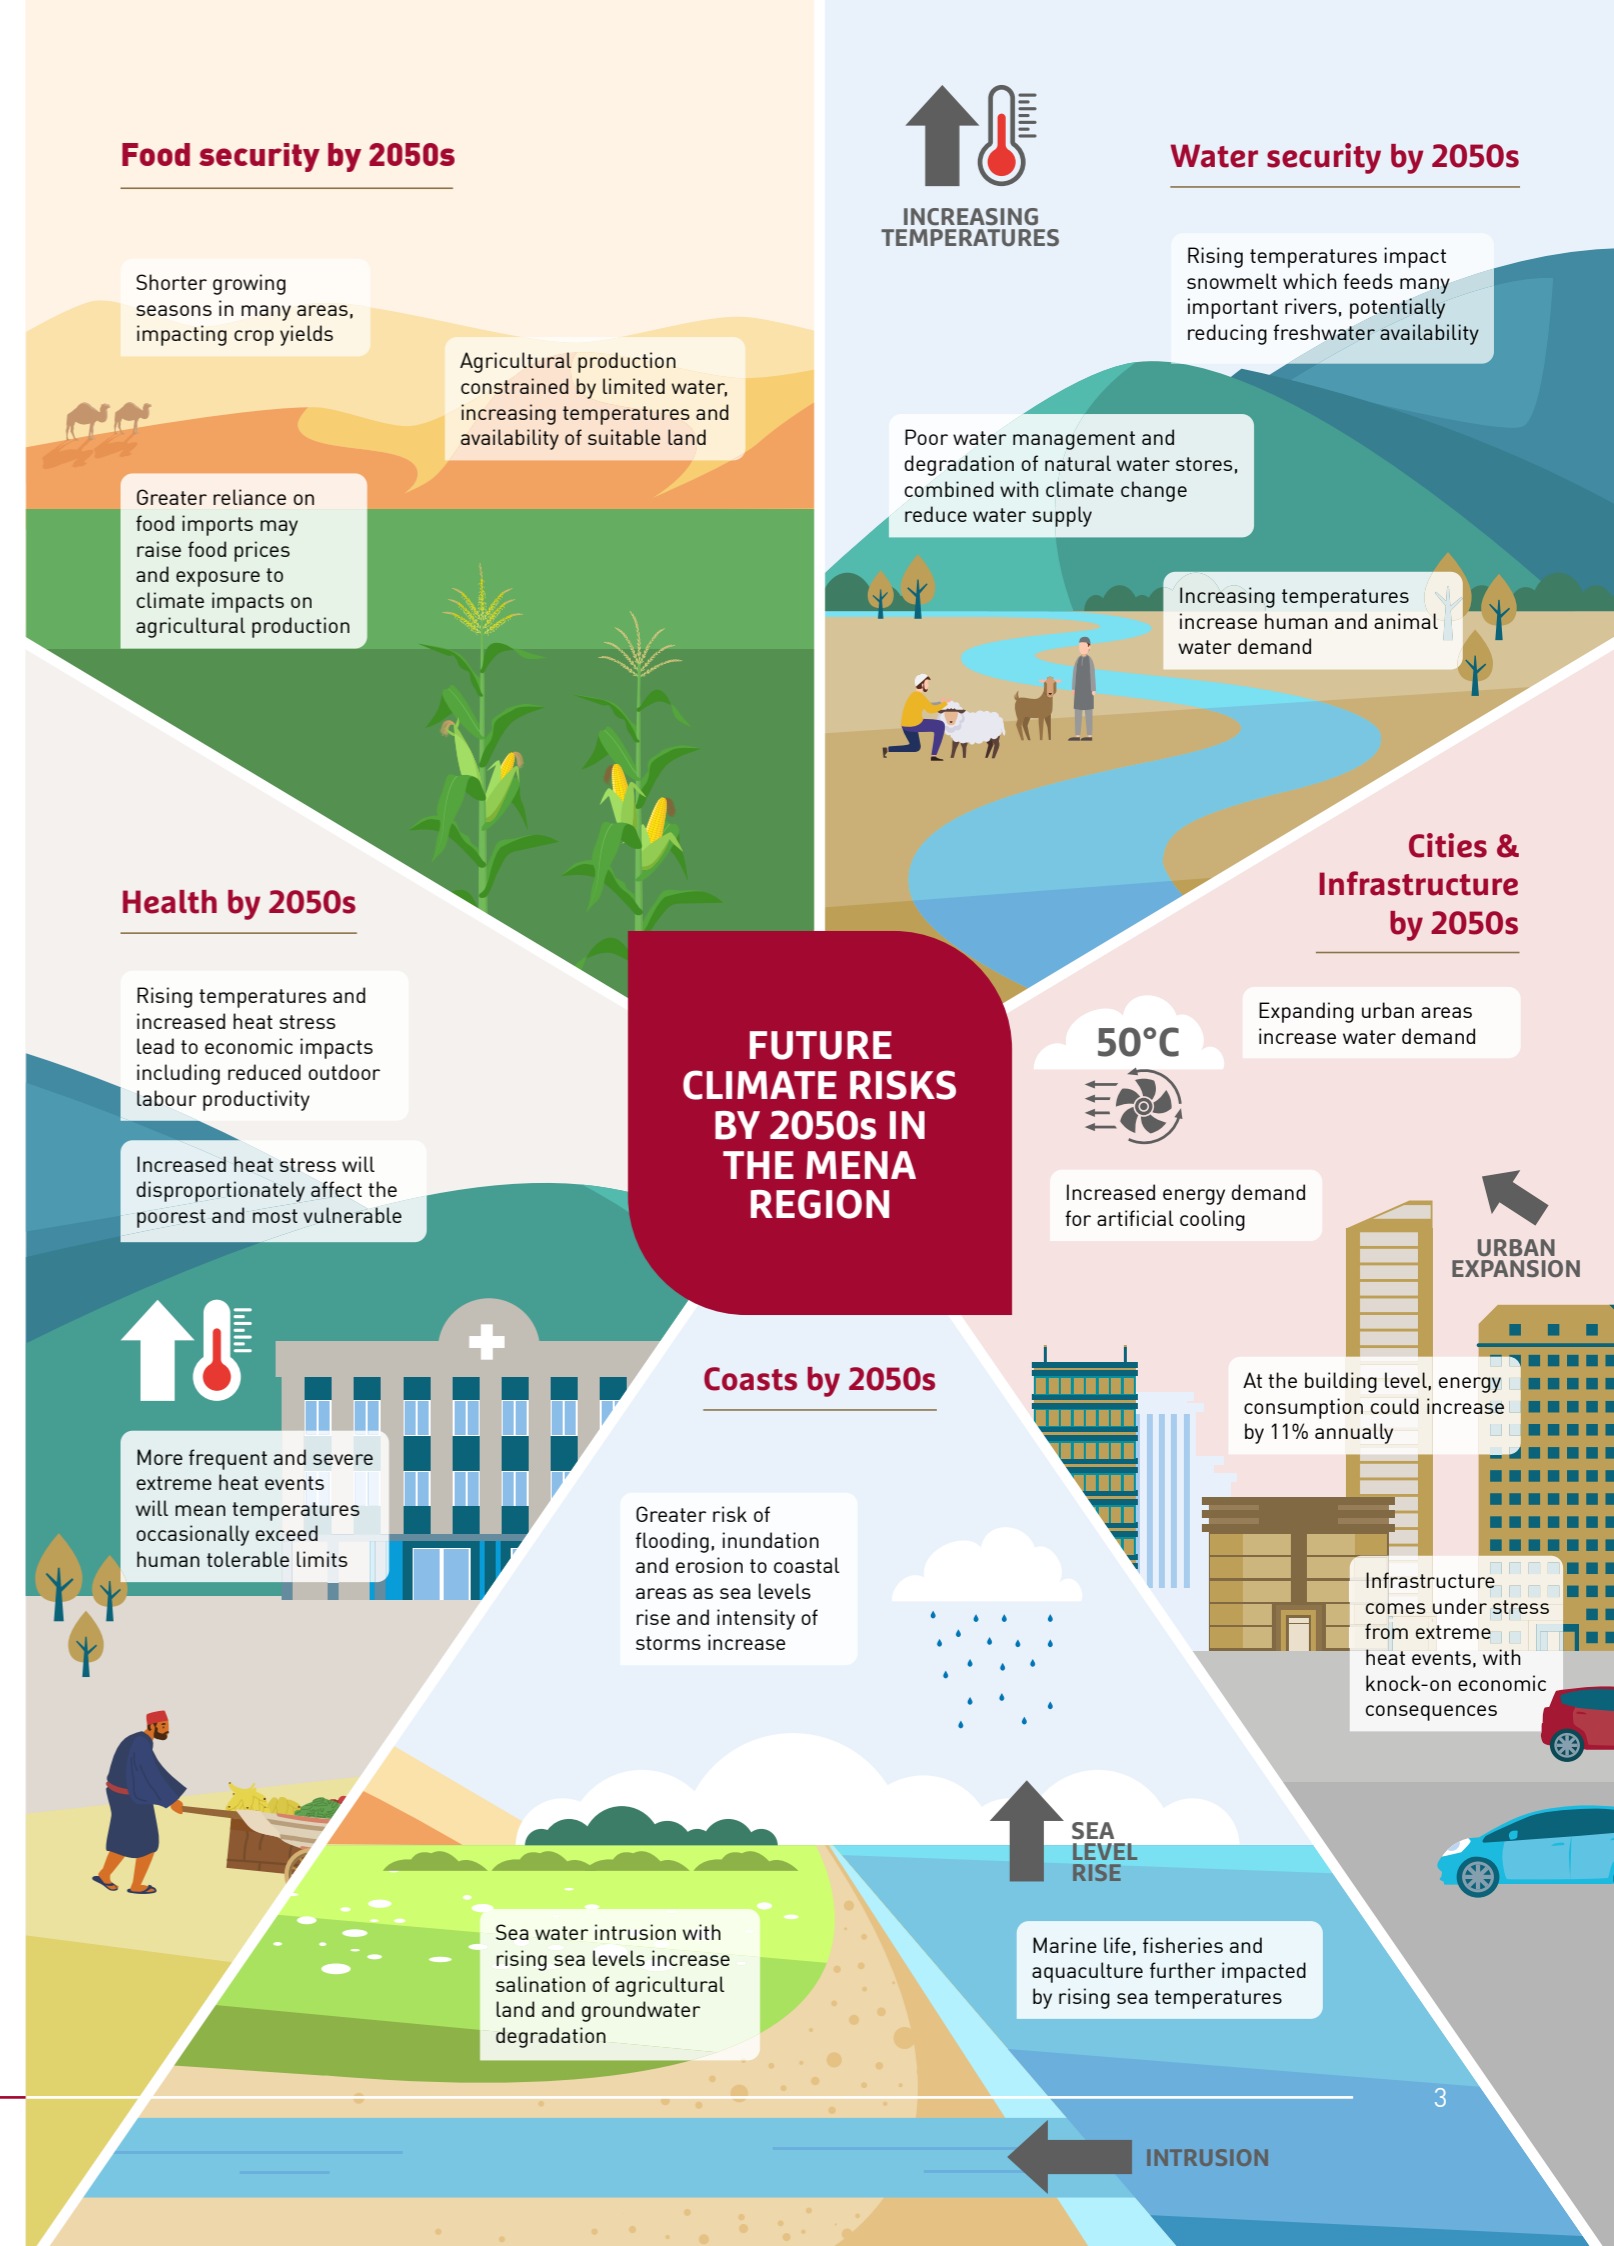 Food security by 2050s
Shorter growing
seasons in many areas,
impacting crop yields
Agricultural production
constrained by limited water,
increasing temperatures and
availability of suitable land
Greater reliance on
food imports may
raise food prices
and exposure to
climate impacts on
agricultural production
INCREASING
TEMPERATURES
Water security by 2050s
Rising temperatures impact
snowmelt which feeds many
important rivers, potentially
reducing freshwater availability
Poor water management and
degradation of natural water stores,
combined with climate change
reduce water supply
Increasing temperatures
increase human and animal
water demand
Health by 2050s
Rising temperatures and
increased heat stress
lead to economic impacts
including reduced outdoor
labour productivity
Increased heat stress will
disproportionately affect the
poorest and most vulnerable
More frequent and severe
extreme heat events
will mean temperatures
occasionally exceed
human tolerable limits
FUTURE
CLIMATE RISKS
BY 2050s IN
THE MENA
REGION
Cities &
Infrastructure
by 2050s
Expanding urban areas
increase water demand
50°C
Increased energy demand
for artificial cooling
URBAN
EXPANSION
At the building level, energy
consumption could increase
by 11% annually
Infrastructure
comes under stress
from extreme
heat events, with
knock-on economic
consequences
Coasts by 2050s
Greater risk of
flooding, inundation
and erosion to coastal
areas as sea levels
rise and intensity of
storms increase
SEA
LEVEL
RISE
Sea water intrusion with
rising sea levels increase
salination of agricultural
land and groundwater
degradation
Marine life, fisheries and
aquaculture further impacted
by rising sea temperatures
INTRUSION
3